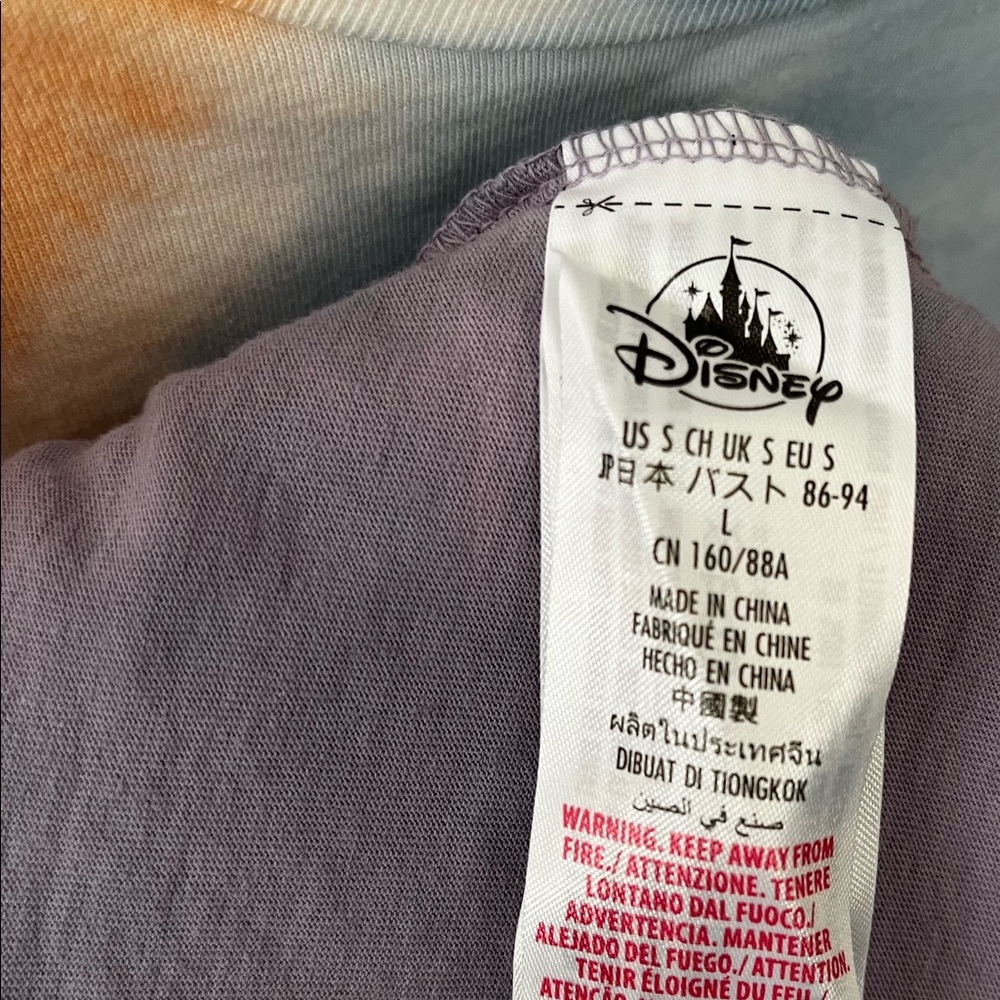 Disney
US S CH UK S EU S
JP日本 バスト 86-94
L
CN 160/88A
MADE IN CHINA
FABRIQUÉ EN CHINE
HECHO EN CHINA
中國製
ผลิตในประเทศจีน
DIBUAT DI TIONGKOK
صنع في الصين
WARNING. KEEP AWAY FROM
FIRE./ ATTENZIONE. TENERE
LONTANO DAL FUOCO./
ADVERTENCIA. MANTENER
ALEJADO DEL FUEGO./ ATTENTION.
TENIR ÉLOIGNÉ DU FEU./
ATENÇÃO.